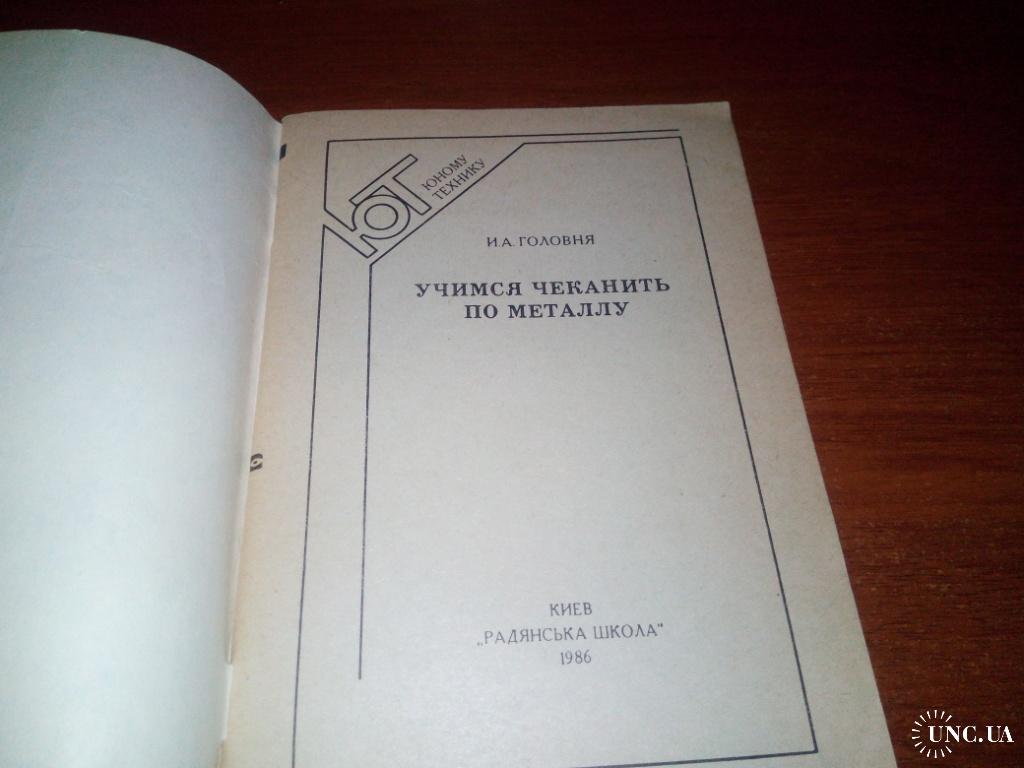 ЮТ
ЮНОМУ
ТЕХНИКУ
И.А. ГОЛОВНЯ
УЧИМСЯ ЧЕКАНИТЬ
ПО МЕТАЛЛУ
КИЕВ
„РАДЯНСЬКА ШКОЛА"
1986
UNC.UA